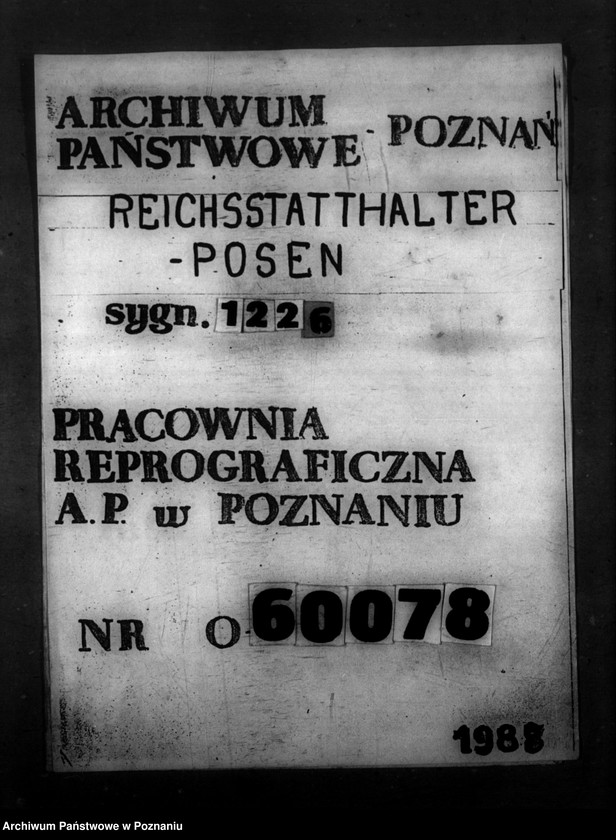 ARCHIWUM
PAŃSTWOWE - POZNAŃ
REICHSSTATTHALTER
-POSEN
sygn. 1226
PRACOWNIA
REPROGRAFICZNA
A.P. w POZNANIU
NR O-60078
1988
Archiwum Państwowe w Poznaniu